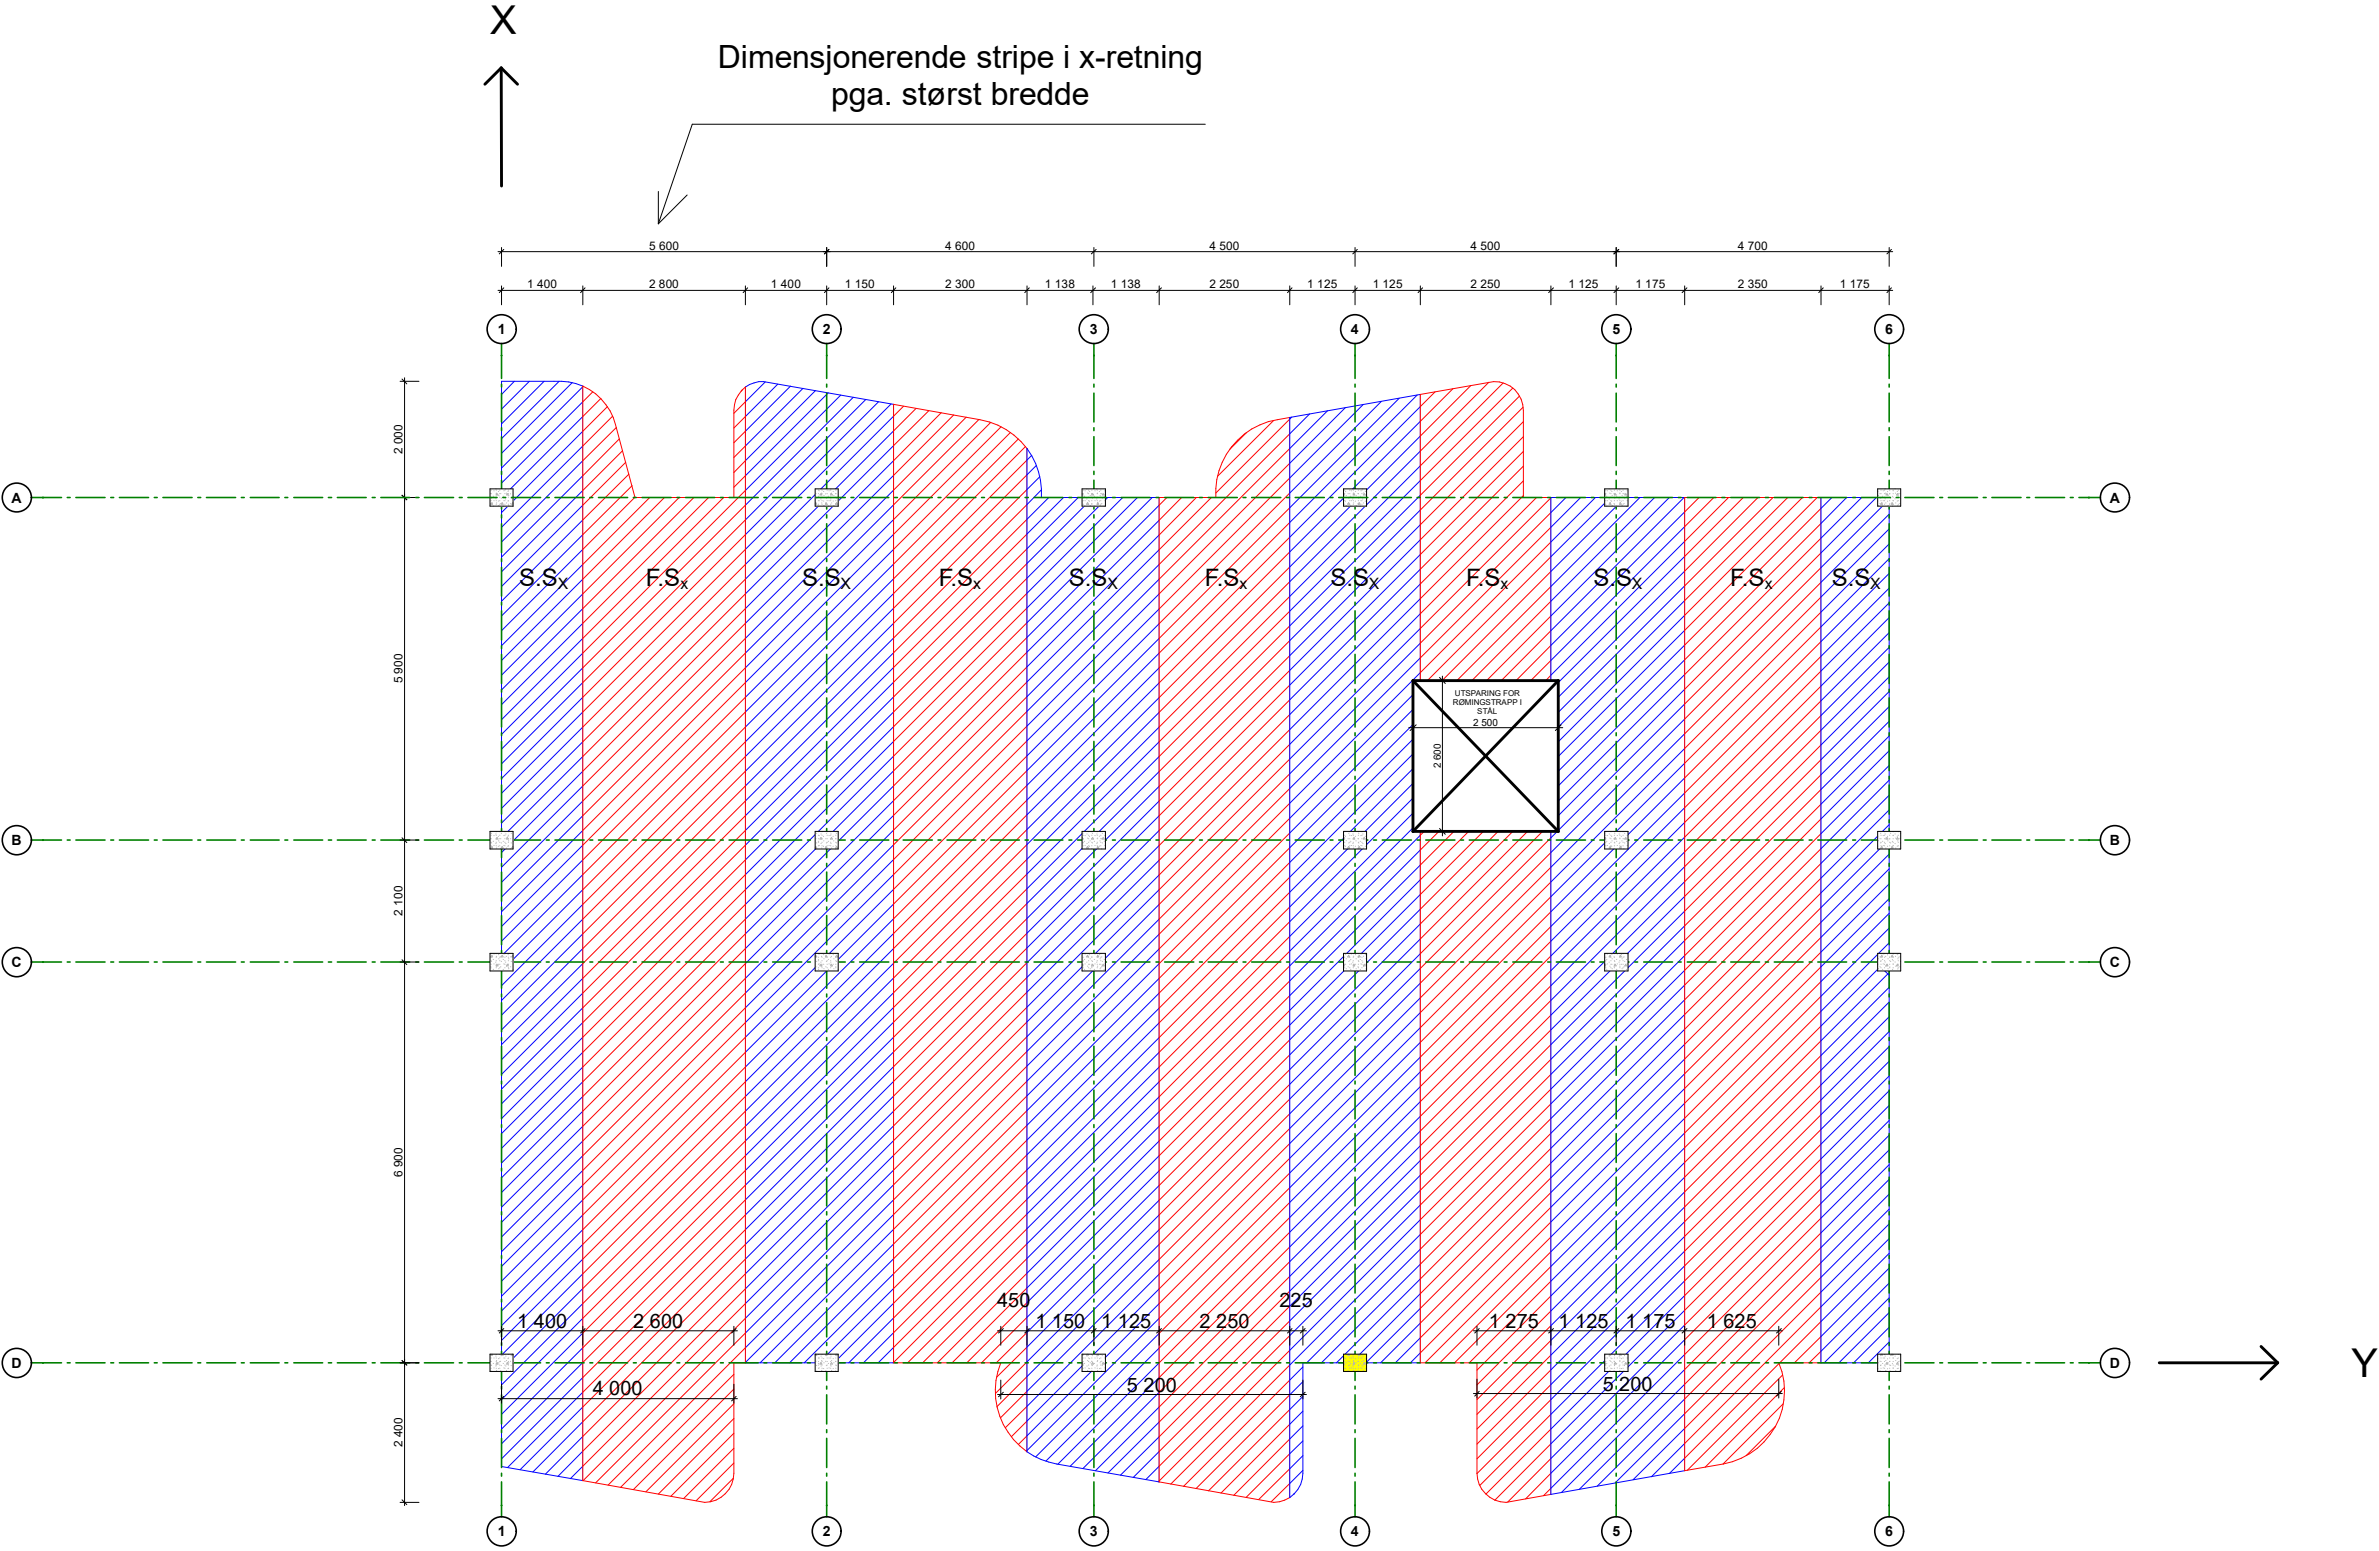 X
Dimensjonerende stripe i x-retning
pga. størst bredde
5 600 4 600 4 500 4 500 4 700
1 400 2 800 1 400 1 150 2 300 1 138 1 138 2 250 1 125 1 125 2 250 1 125 1 175 2 350 1 175
1 2 3 4 5 6
2 000
A A
S.Sx F.Sx S.Sx F.Sx S.Sx F.Sx S.Sx F.Sx S.Sx F.Sx S.Sx
5 900
UTSPARING FOR
RØMINGSTRAPP I
STÅL
2 500
2 600
B B
2 100
C C
6 900
450 225
1 400 2 600 1 150 1 125 2 250 1 275 1 125 1 175 1 625
D D Y
4 000 5 200 5 200
2 400
1 2 3 4 5 6